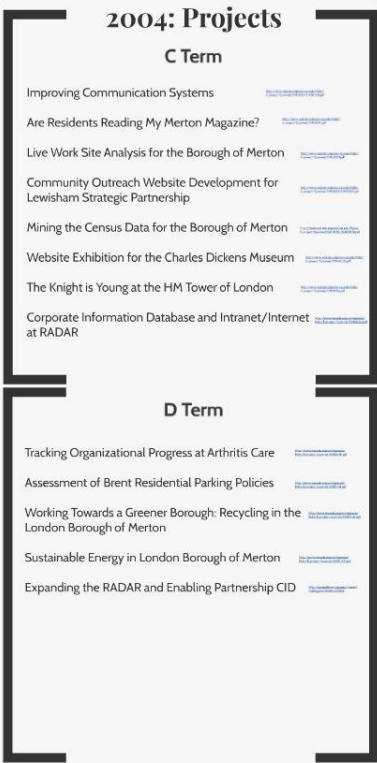 2004: Projects
C Term
Improving Communication Systems
Are Residents Reading My Merton Magazine?
Live Work Site Analysis for the Borough of Merton
Community Outreach Website Development for
Lewisham Strategic Partnership
Mining the Census Data for the Borough of Merton
Website Exhibition for the Charles Dickens Museum
The Knight is Young at the HM Tower of London
Corporate Information Database and Intranet/Internet
at RADAR
D Term
Tracking Organizational Progress at Arthritis Care
Assessment of Brent Residential Parking Policies
Working Towards a Greener Borough: Recycling in the
London Borough of Merton
Sustainable Energy in London Borough of Merton
Expanding the RADAR and Enabling Partnership CID